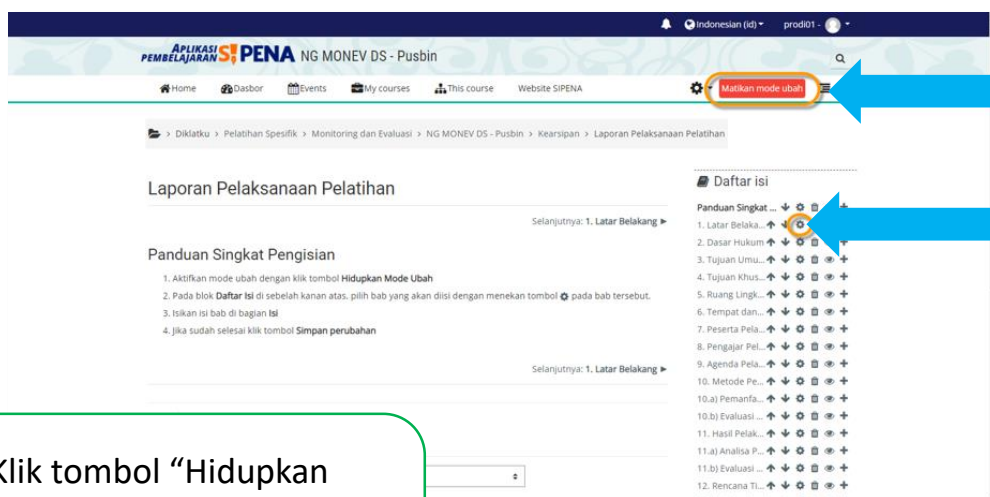 Indonesian (id) prodi01 -
APLIKASI PEMBELAJARAN S!PENA NG MONEV DS - Pusbin
Home Dasbor Events My courses This course Website SIPENA Matikan mode ubah
> Diklatku > Pelatihan Spesifik > Monitoring dan Evaluasi > NG MONEV DS - Pusbin > Kearsipan > Laporan Pelaksanaan Pelatihan
Laporan Pelaksanaan Pelatihan
Selanjutnya: 1. Latar Belakang ►
Panduan Singkat Pengisian
1. Aktifkan mode ubah dengan klik tombol Hidupkan Mode Ubah
2. Pada blok Daftar Isi di sebelah kanan atas, pilih bab yang akan diisi dengan menekan tombol pada bab tersebut.
3. Isikan isi bab di bagian Isi
4. Jika sudah selesai klik tombol Simpan perubahan
Selanjutnya: 1. Latar Belakang ►
Daftar isi
Panduan Singkat ...
1. Latar Belaka...
2. Dasar Hukum
3. Tujuan Umu...
4. Tujuan Khus...
5. Ruang Lingk...
6. Tempat dan...
7. Peserta Pela...
8. Pengajar Pel...
9. Agenda Pela...
10. Metode Pe...
10.a) Pemanfa...
10.b) Evaluasi ...
11. Hasil Pelak...
11.a) Analisa P...
11.b) Evaluasi ...
12. Rencana Ti...
Klik tombol “Hidupkan